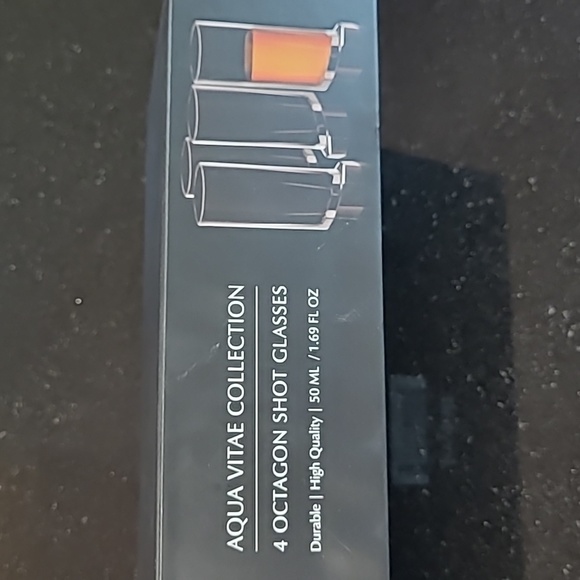 AQUA VITAE COLLECTION
4 OCTAGON SHOT GLASSES
Durable | High Quality | 50 ML / 1.69 FL OZ